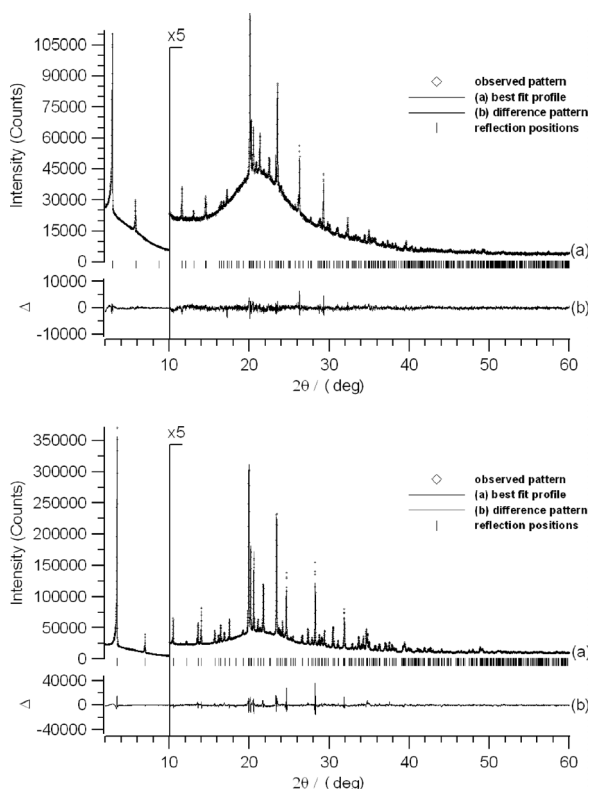 x5
105000
90000
75000
60000
45000
30000
15000
0
Intensity (Counts)
observed pattern
(a) best fit profile
(b) difference pattern
reflection positions
(a)
10000
0
-10000
Δ
(b)
10 20 30 40 50 60
2θ / ( deg)
x5
350000
300000
250000
200000
150000
100000
50000
0
Intensity (Counts)
observed pattern
(a) best fit profile
(b) difference pattern
reflection positions
(a)
40000
0
-40000
Δ
(b)
10 20 30 40 50 60
2θ / ( deg)